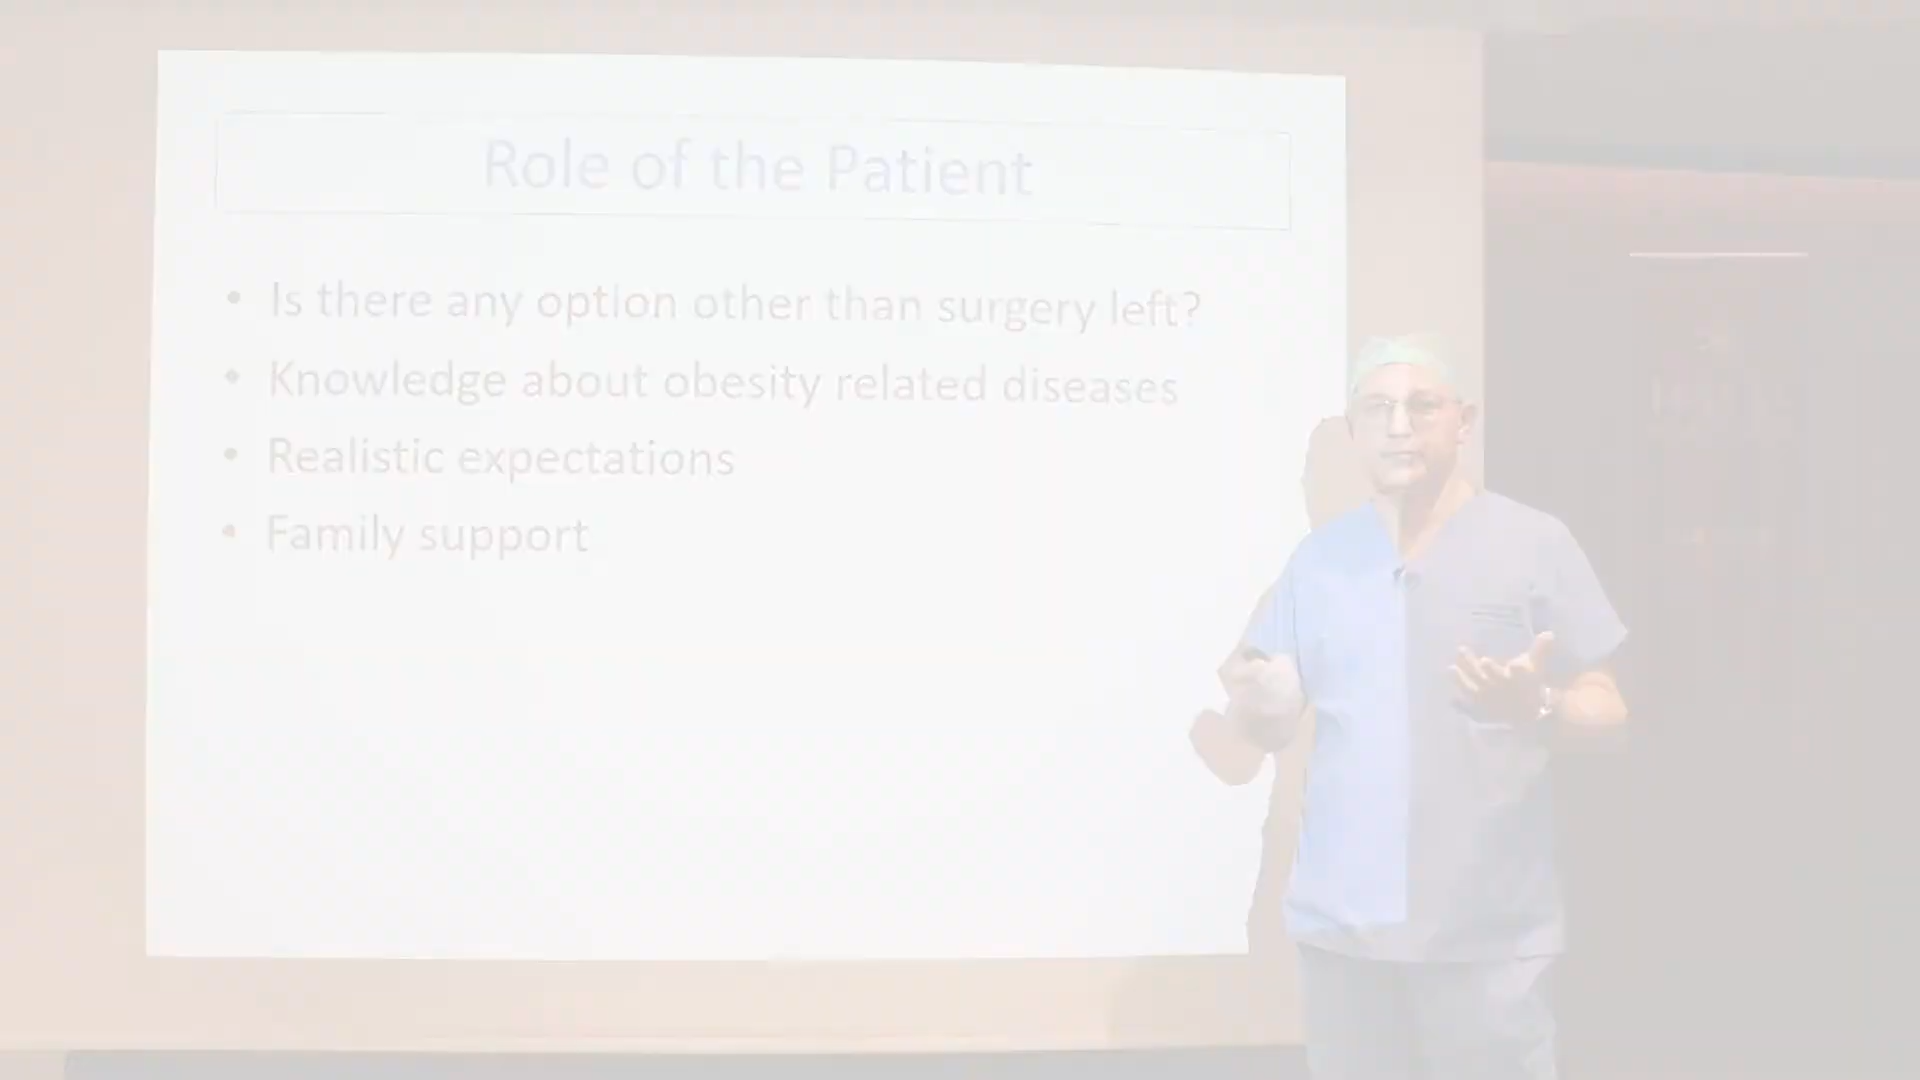 Role of the Patient
• Is there any option other than surgery left?
• Knowledge about obesity related diseases
• Realistic expectations
• Family support